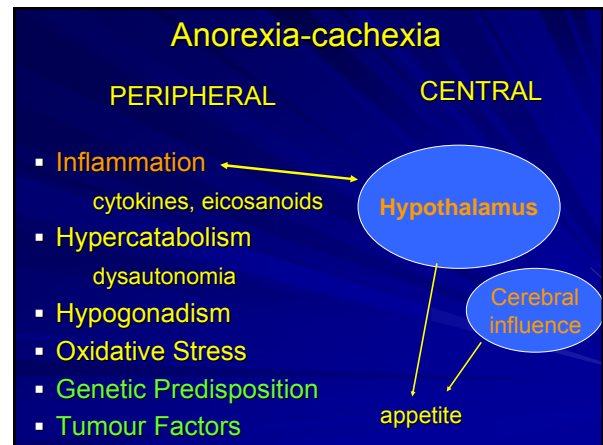 Anorexia-cachexia
PERIPHERAL
CENTRAL
▪ Inflammation
cytokines, eicosanoids
▪ Hypercatabolism
dysautonomia
▪ Hypogonadism
▪ Oxidative Stress
▪ Genetic Predisposition
▪ Tumour Factors
Hypothalamus
Cerebral
influence
appetite